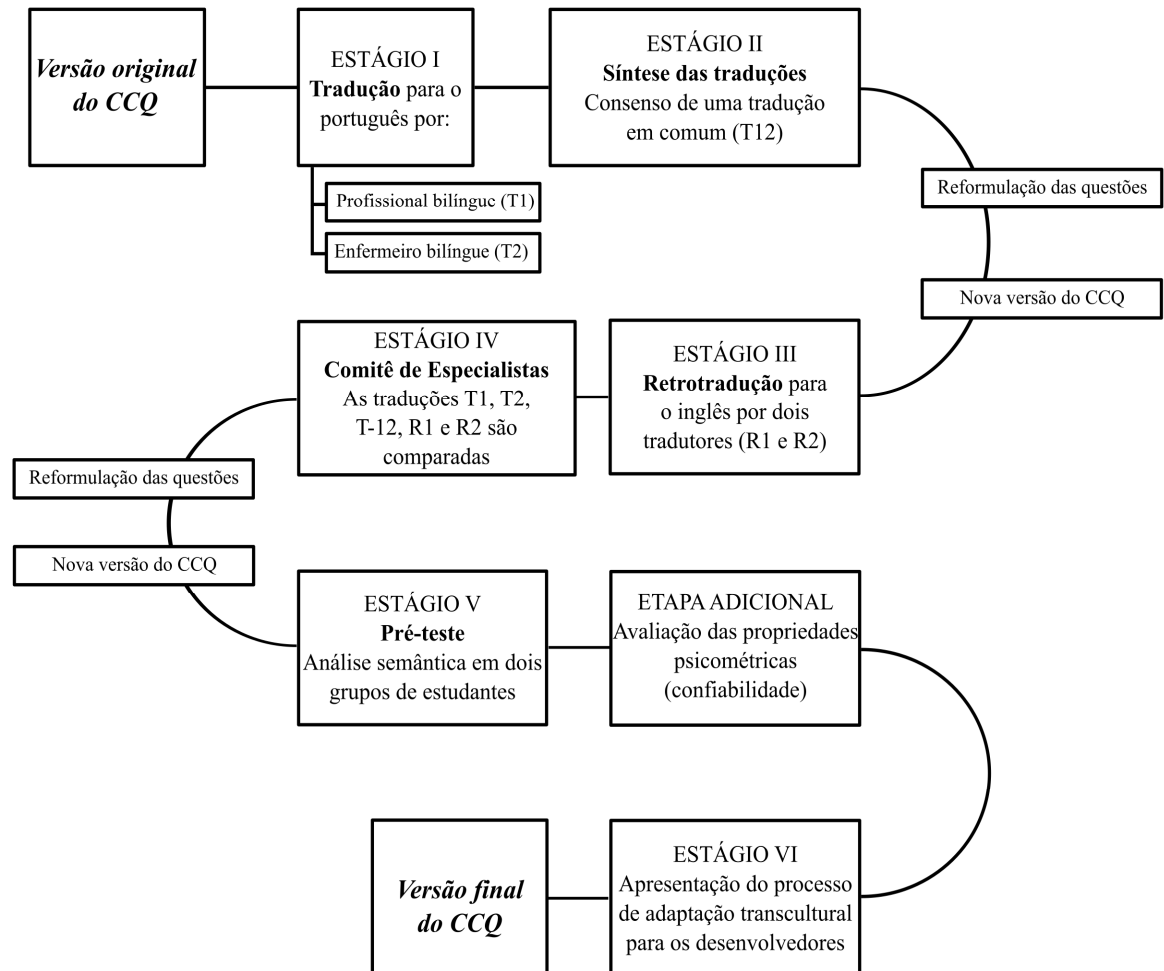 Versão original
do CCQ
ESTÁGIO I
Tradução para o
português por:
Profissional bilíngue (T1)
Enfermeiro bilíngue (T2)
ESTÁGIO II
Síntese das traduções
Consenso de uma tradução
em comum (T12)
Reformulação das questões
Nova versão do CCQ
ESTÁGIO III
Retrotradução para
o inglês por dois
tradutores (R1 e R2)
ESTÁGIO IV
Comitê de Especialistas
As traduções T1, T2,
T-12, R1 e R2 são
comparadas
Reformulação das questões
Nova versão do CCQ
ESTÁGIO V
Pré-teste
Análise semântica em dois
grupos de estudantes
ETAPA ADICIONAL
Avaliação das propriedades
psicométricas
(confiabilidade)
ESTÁGIO VI
Apresentação do processo
de adaptação transcultural
para os desenvolvedores
Versão final
do CCQ